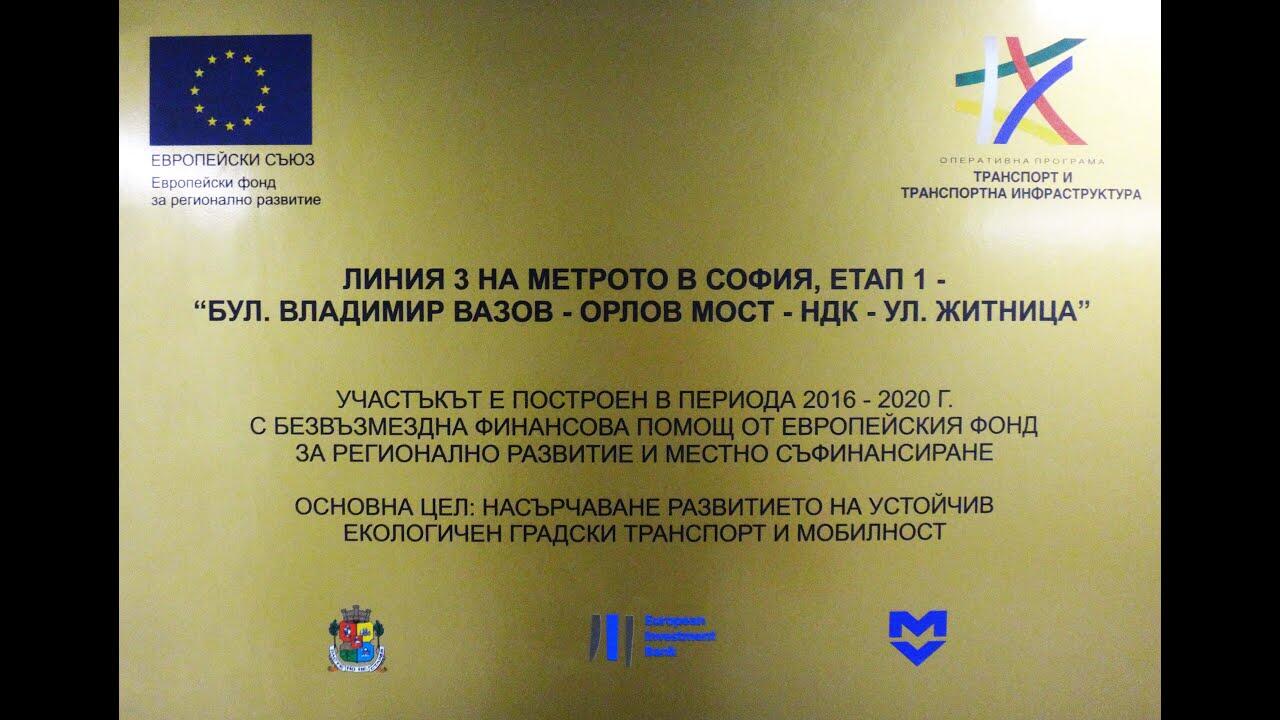 ЕВРОПЕЙСКИ СЪЮЗ
Европейски фонд
за регионално развитие
ОПЕРАТИВНА ПРОГРАМА
ТРАНСПОРТ И
ТРАНСПОРТНА ИНФРАСТРУКТУРА
ЛИНИЯ 3 НА МЕТРОТО В СОФИЯ, ЕТАП 1 -
“БУЛ. ВЛАДИМИР ВАЗОВ - ОРЛОВ МОСТ - НДК - УЛ. ЖИТНИЦА”
УЧАСТЪКЪТ Е ПОСТРОЕН В ПЕРИОДА 2016 - 2020 Г.
С БЕЗВЪЗМЕЗДНА ФИНАНСОВА ПОМОЩ ОТ ЕВРОПЕЙСКИЯ ФОНД
ЗА РЕГИОНАЛНО РАЗВИТИЕ И МЕСТНО СЪФИНАНСИРАНЕ
ОСНОВНА ЦЕЛ: НАСЪРЧАВАНЕ РАЗВИТИЕТО НА УСТОЙЧИВ
ЕКОЛОГИЧЕН ГРАДСКИ ТРАНСПОРТ И МОБИЛНОСТ
European
Investment
Bank